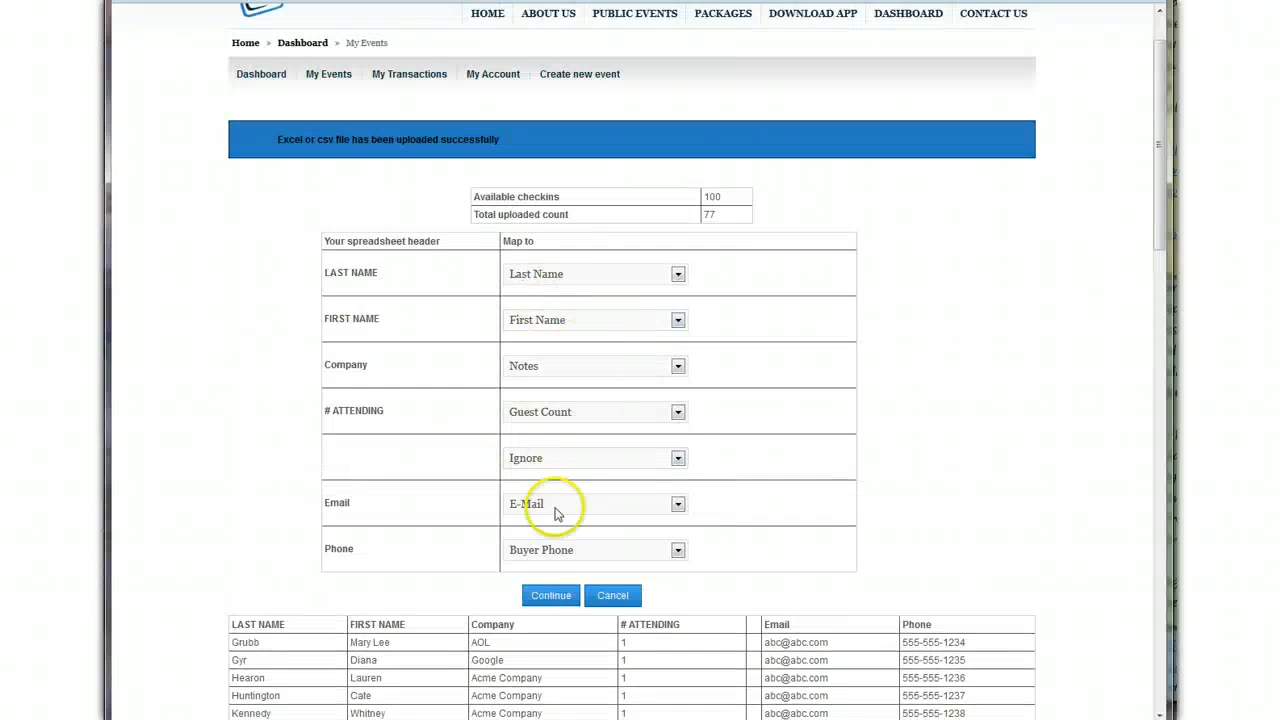 HOME ABOUT US PUBLIC EVENTS PACKAGES DOWNLOAD APP DASHBOARD CONTACT US
Home » Dashboard » My Events
Dashboard My Events My Transactions My Account Create new event
Excel or csv file has been uploaded successfully
Available checkins 100
Total uploaded count 77
Your spreadsheet header Map to
LAST NAME Last Name
FIRST NAME First Name
Company Notes
# ATTENDING Guest Count
Ignore
Email E-Mail
Phone Buyer Phone
Continue Cancel
LAST NAME FIRST NAME Company # ATTENDING Email Phone
Grubb Mary Lee AOL 1 abc@abc.com 555-555-1234
Gyr Diana Google 1 abc@abc.com 555-555-1235
Hearon Lauren Acme Company 1 abc@abc.com 555-555-1236
Huntington Cate Acme Company 1 abc@abc.com 555-555-1237
Kennedy Whitney Acme Company 1 abc@abc.com 555-555-1238